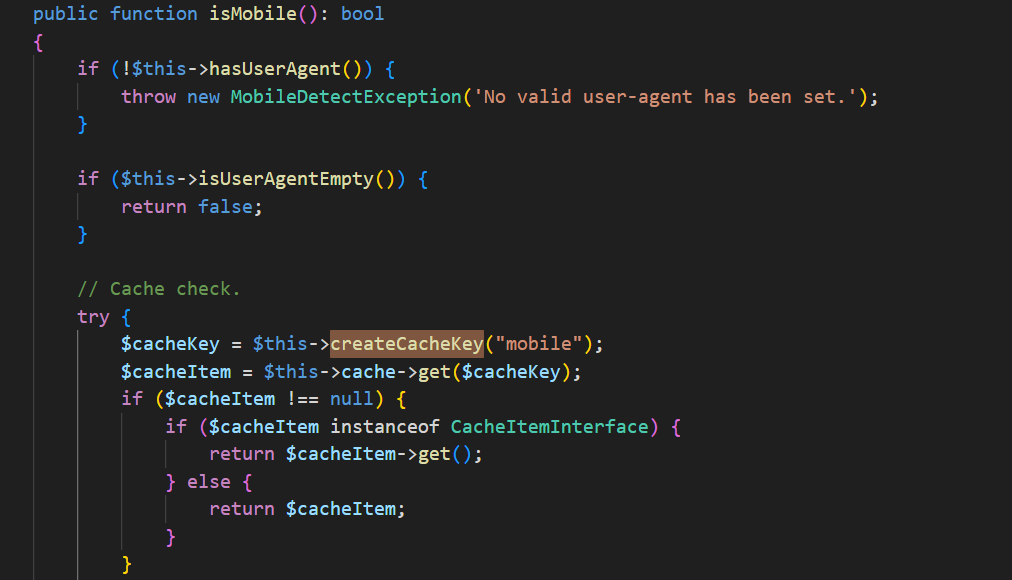 public function isMobile(): bool
{
    if (!$this->hasUserAgent()) {
        throw new MobileDetectException('No valid user-agent has been set.');
    }

    if ($this->isUserAgentEmpty()) {
        return false;
    }

    // Cache check.
    try {
        $cacheKey = $this->createCacheKey("mobile");
        $cacheItem = $this->cache->get($cacheKey);
        if ($cacheItem !== null) {
            if ($cacheItem instanceof CacheItemInterface) {
                return $cacheItem->get();
            } else {
                return $cacheItem;
            }
        }